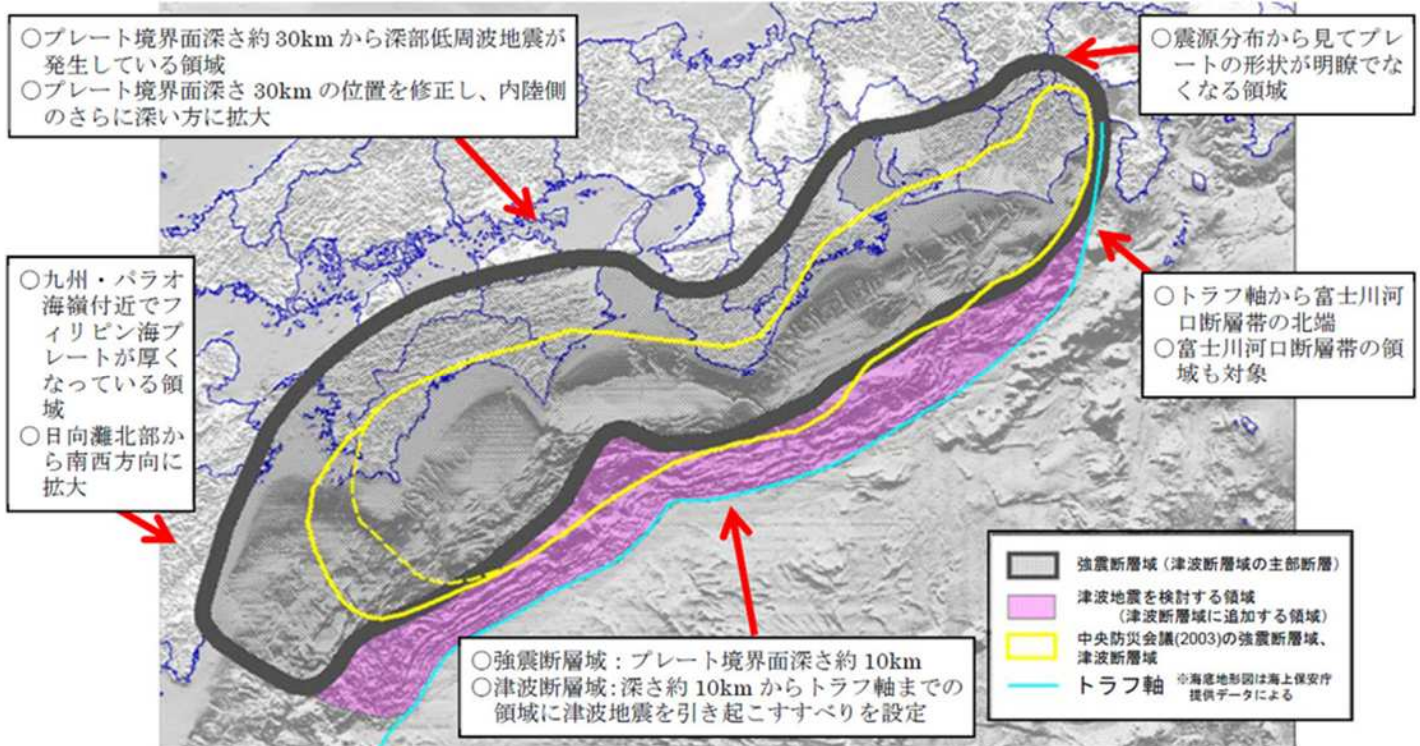 ○プレート境界面深さ約30kmから深部低周波地震が
発生している領域
○プレート境界面深さ30kmの位置を修正し、内陸側
のさらに深い方に拡大
○震源分布から見てプレ
ートの形状が明瞭でな
くなる領域
○九州・パラオ
海嶺付近でフ
ィリピン海プ
レートが厚く
なっている領
域
○日向灘北部か
ら南西方向に
拡大
○トラフ軸から富士川河
口断層帯の北端
○富士川河口断層帯の領
域も対象
○強震断層域：プレート境界面深さ約10km
○津波断層域：深さ約10kmからトラフ軸までの
領域に津波地震を引き起こすすべりを設定
強震断層域（津波断層域の主部断層）
津波地震を検討する領域
（津波断層域に追加する領域）
中央防災会議(2003)の強震断層域、
津波断層域
トラフ軸 ※海底地形図は海上保安庁
提供データによる